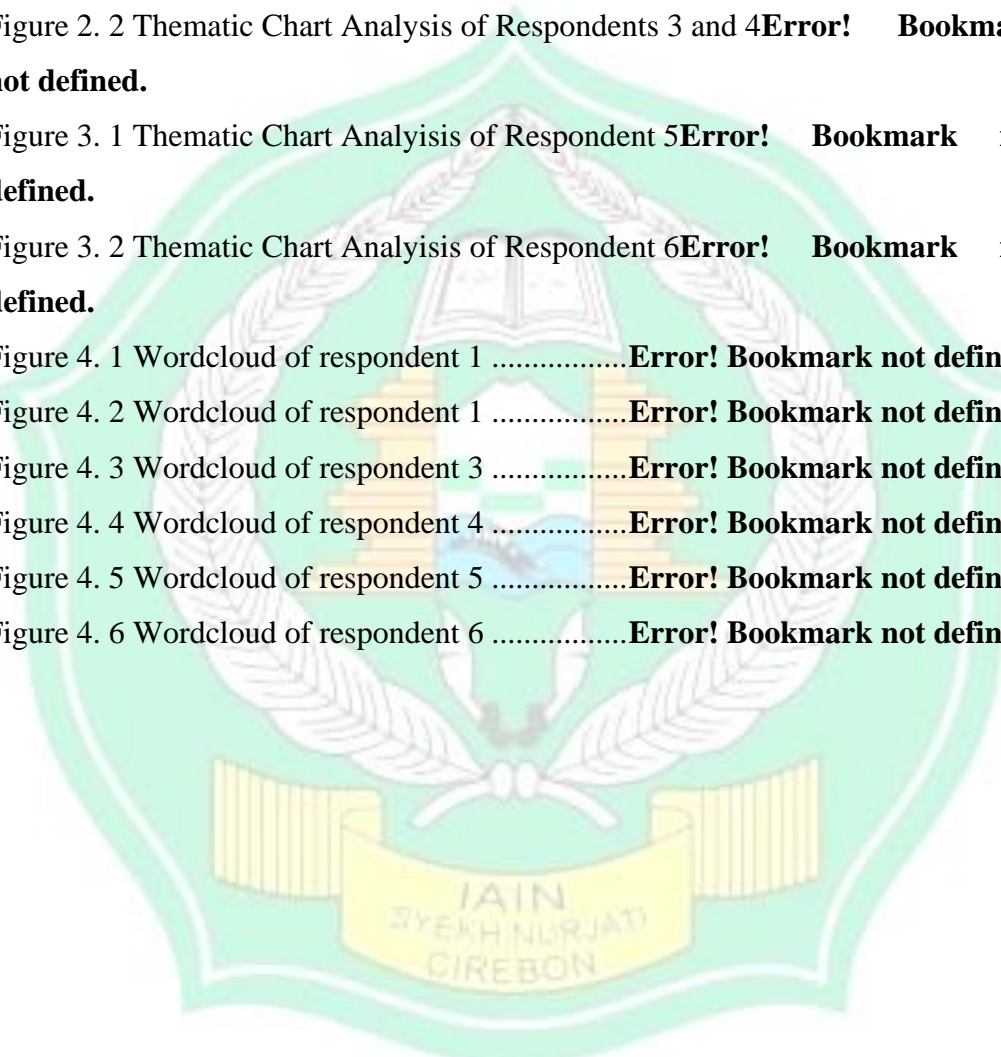 Figure 2. 2 Thematic Chart Analysis of Respondents 3 and 4Error! Bookma
not defined.
Figure 3. 1 Thematic Chart Analyisis of Respondent 5Error! Bookmark
defined.
Figure 3. 2 Thematic Chart Analyisis of Respondent 6Error! Bookmark
defined.
Figure 4. 1 Wordcloud of respondent 1 .................Error! Bookmark not defin
Figure 4. 2 Wordcloud of respondent 1 .................Error! Bookmark not defin
Figure 4. 3 Wordcloud of respondent 3 .................Error! Bookmark not defin
Figure 4. 4 Wordcloud of respondent 4 .................Error! Bookmark not defin
Figure 4. 5 Wordcloud of respondent 5 .................Error! Bookmark not defin
Figure 4. 6 Wordcloud of respondent 6 .................Error! Bookmark not defin
IAIN
SYEKH NURJATI
CIREBON